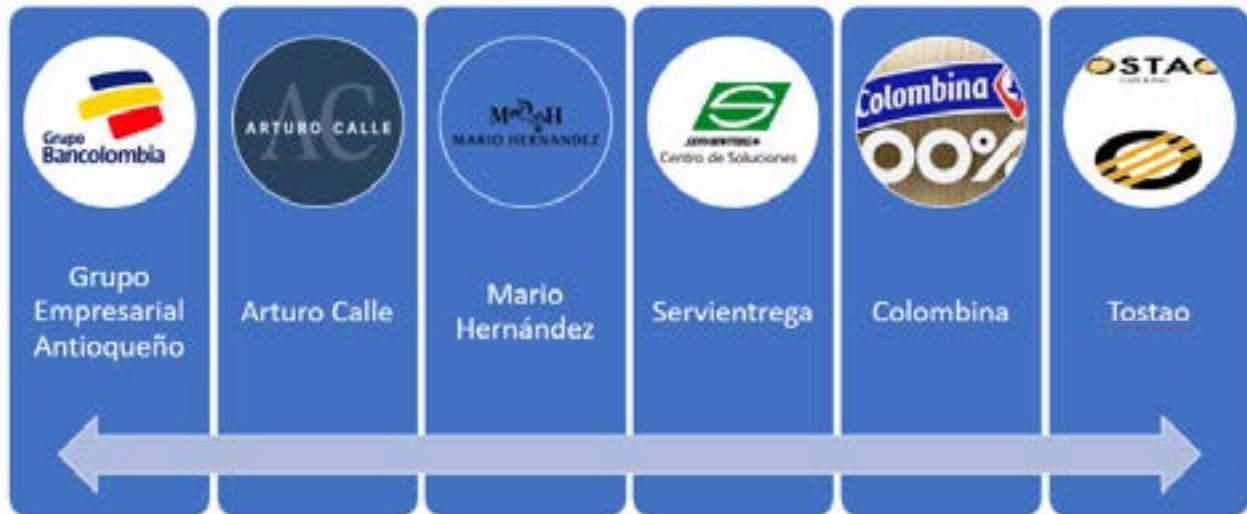 Grupo
Bancolombia
AC
ARTURO CALLE
M H
MARIO HERNANDEZ
S
Centro de Soluciones
Colombina
00%
OSTAO
Grupo
Empresarial
Antioqueño
Arturo Calle
Mario
Hernández
Servientrega
Colombina
Tostao